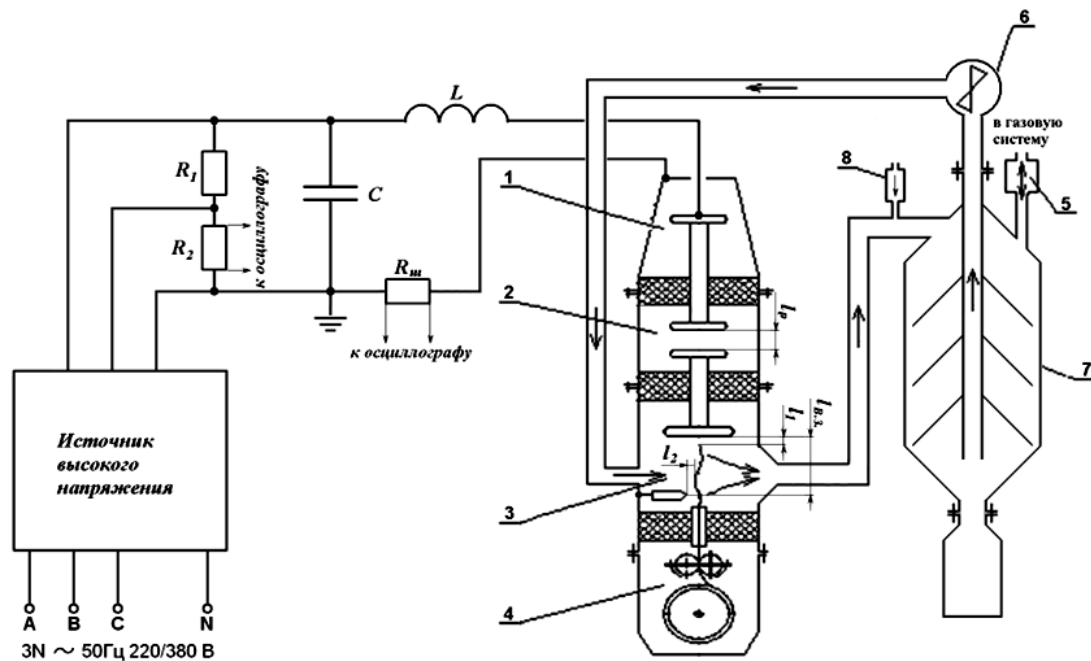 6
L
в газовую
систему
8
R1
1
5
C
R2
к осциллографу
Rш
2
lp
к осциллографу
7
l1
lВ.З.
Источник
высокого
напряжения
l2
3
4
A B C N
3N ~ 50Гц 220/380 В